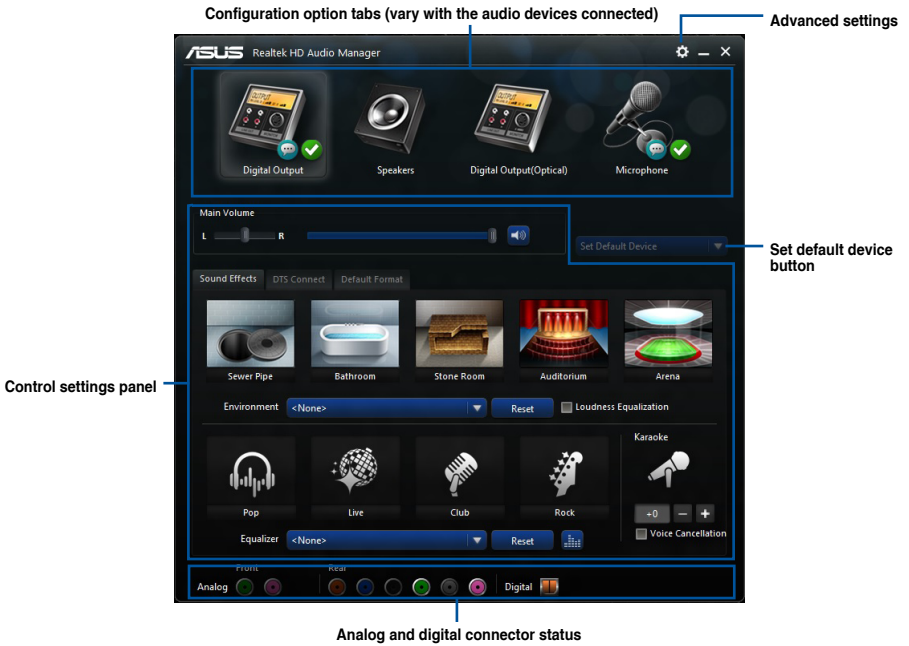 Configuration option tabs (vary with the audio devices connected)
Advanced settings
ASUS Realtek HD Audio Manager
OUTPUT
OUTPUT
Digital Output
Speakers
Digital Output(Optical)
Microphone
Main Volume
L R
Set Default Device
Set default device
button
Sound Effects DTS Connect Default Format
Sewer Pipe
Bathroom
Stone Room
Auditorium
Arena
Control settings panel
Environment <None> Reset Loudness Equalization
Karaoke
Pop
Live
Club
Rock
+0 − +
Voice Cancellation
Equalizer <None> Reset
Front
Rear
Analog
Digital
Analog and digital connector status